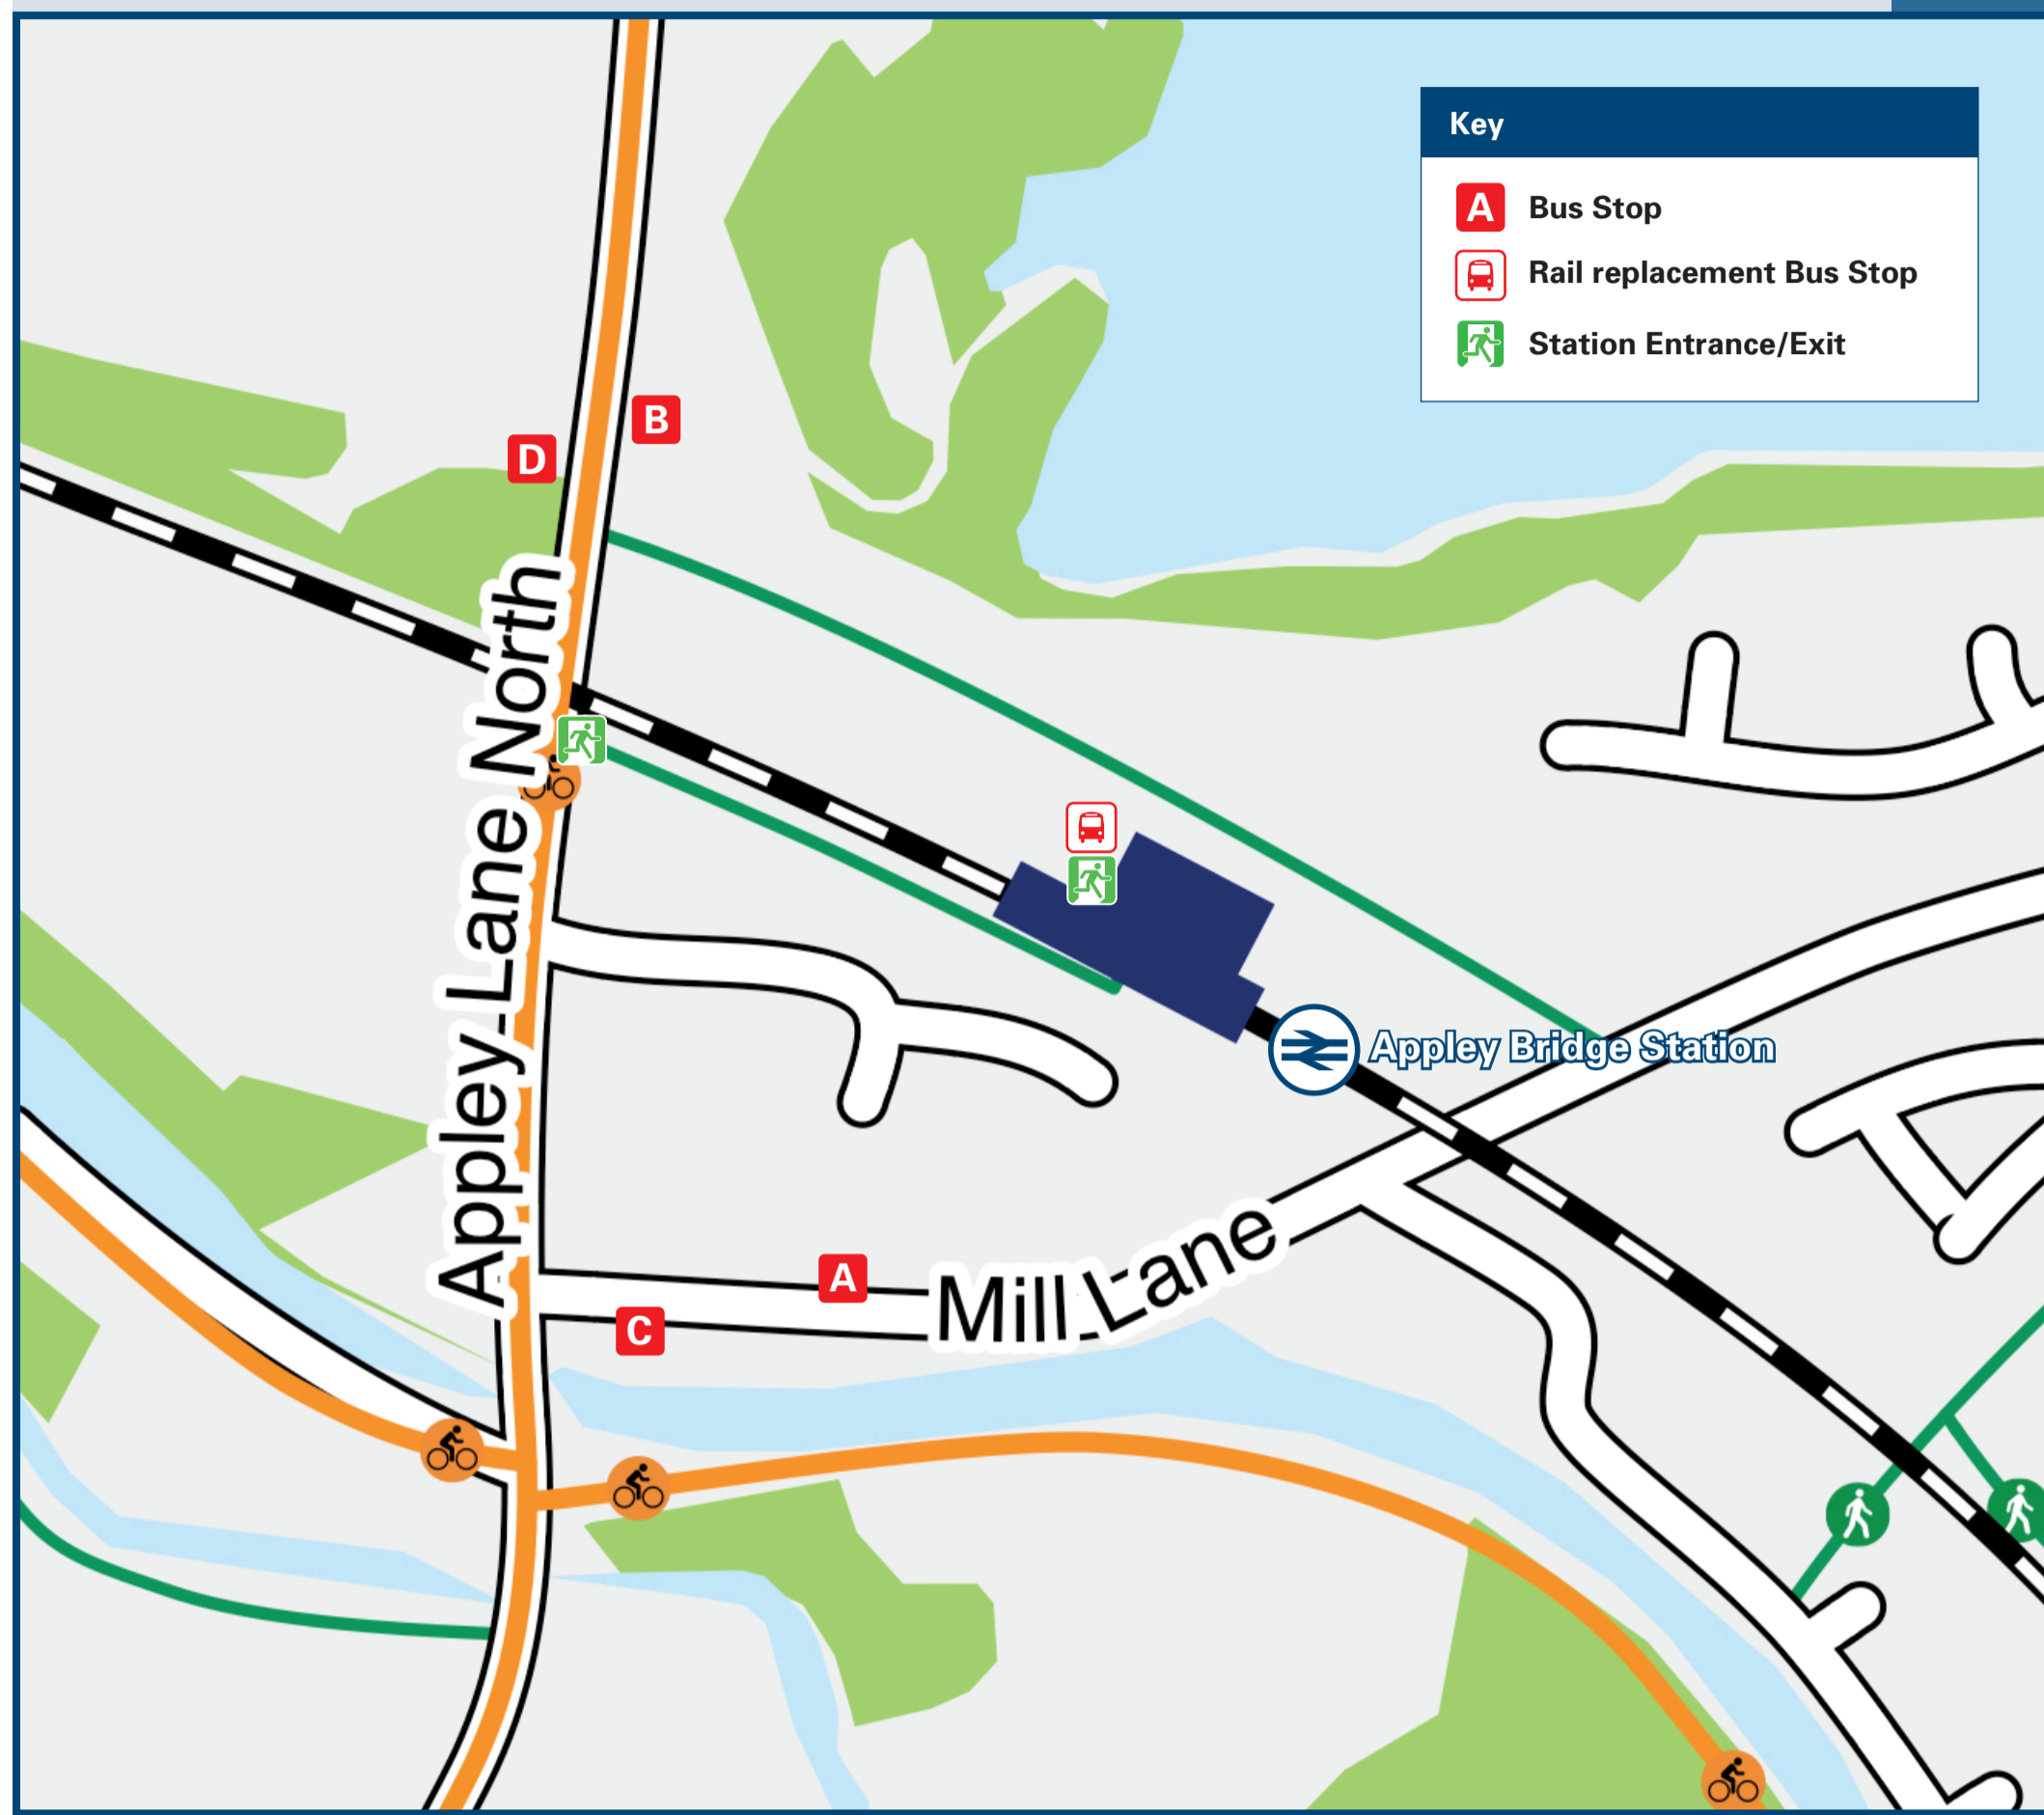 Key
A Bus Stop
Rail replacement Bus Stop
Station Entrance/Exit
B
D
Appley Lane North
Appley Bridge Station
A
Mill Lane
C